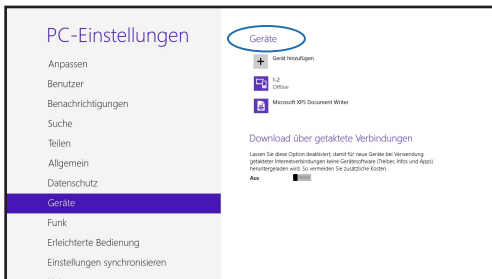 PC-Einstellungen
Anpassen
Benutzer
Benachrichtigungen
Suche
Teilen
Allgemein
Datenschutz
Geräte
Funk
Erleichterte Bedienung
Einstellungen synchronisieren
Geräte
Gerät hinzufügen
1-2
Offline
Microsoft XPS Document Writer
Download über getaktete Verbindungen
Lassen Sie diese Option deaktiviert, damit für neue Geräte bei Verwendung
getakteter Internetverbindungen keine Gerätesoftware (Treiber, Infos und Apps)
heruntergeladen wird. So vermeiden Sie zusätzliche Kosten.
Aus